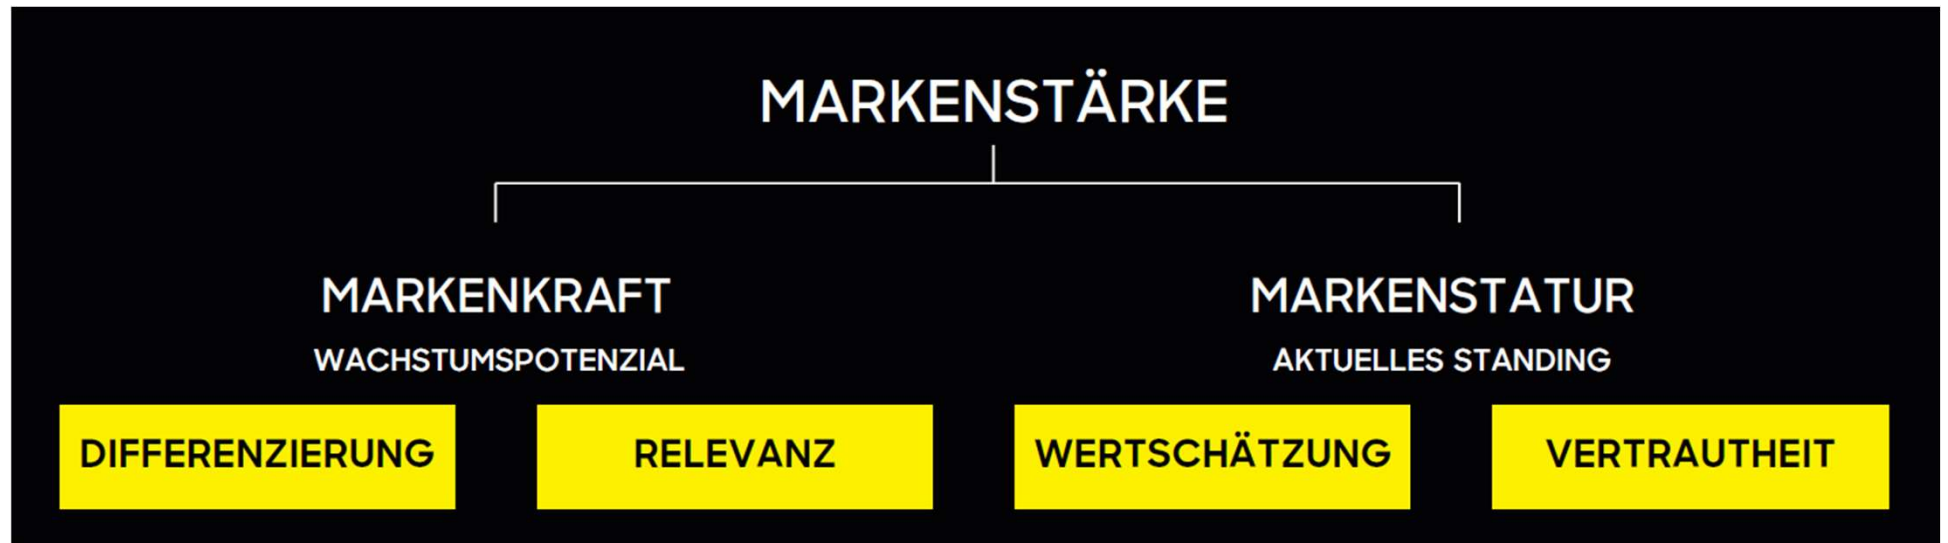 MARKENSTÄRKE
MARKENKRAFT
WACHSTUMSPOTENZIAL
MARKENSTATUR
AKTUELLES STANDING
DIFFERENZIERUNG
RELEVANZ
WERTSCHÄTZUNG
VERTRAUTHEIT